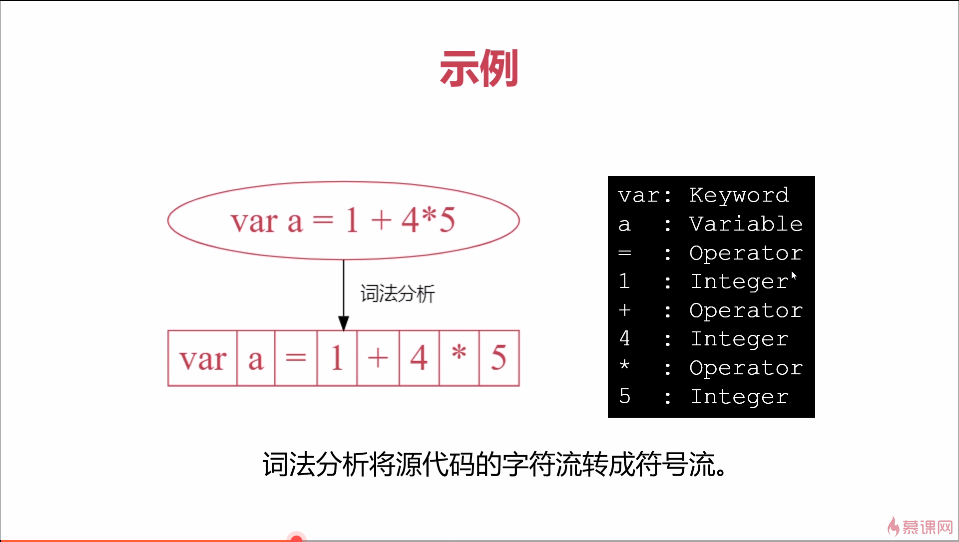 示例
var a = 1 + 4*5
词法分析
var a = 1 + 4 * 5
var: Keyword
a : Variable
= : Operator
1 : Integer
+ : Operator
4 : Integer
* : Operator
5 : Integer
词法分析将源代码的字符流转成符号流。
慕课网